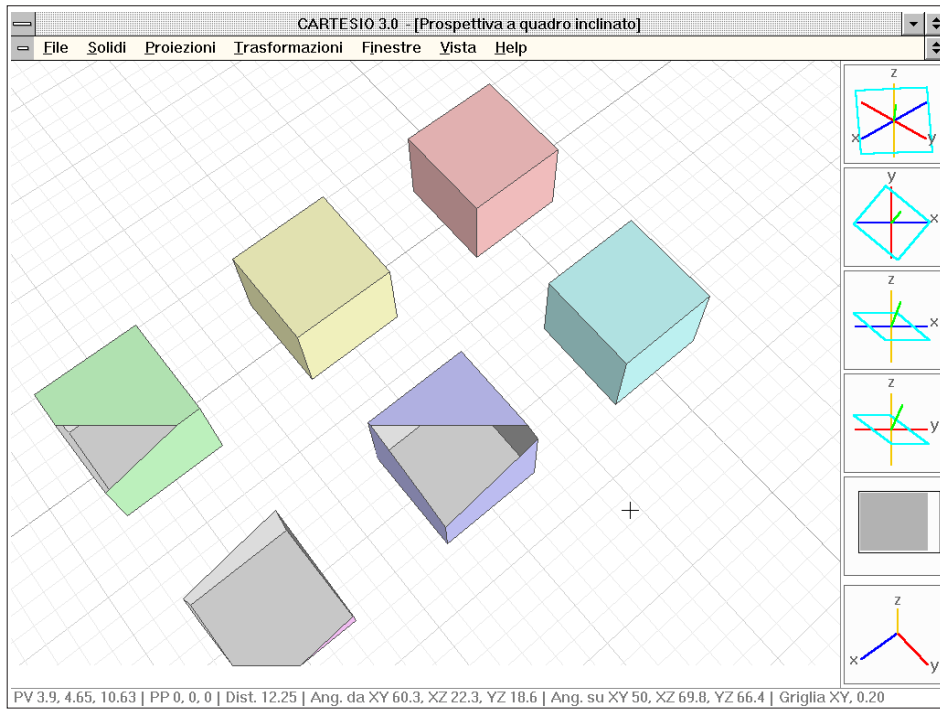 CARTESIO 3.0 - [Prospettiva a quadro inclinato]
File Solidi Proiezioni Trasformazioni Finestre Vista Help
z
x y
y
x
z
x
z
y
z
x y
PV 3.9, 4.65, 10.63 | PP 0, 0, 0 | Dist. 12.25 | Ang. da XY 60.3, XZ 22.3, YZ 18.6 | Ang. su XY 50, XZ 69.8, YZ 66.4 | Griglia XY, 0.20